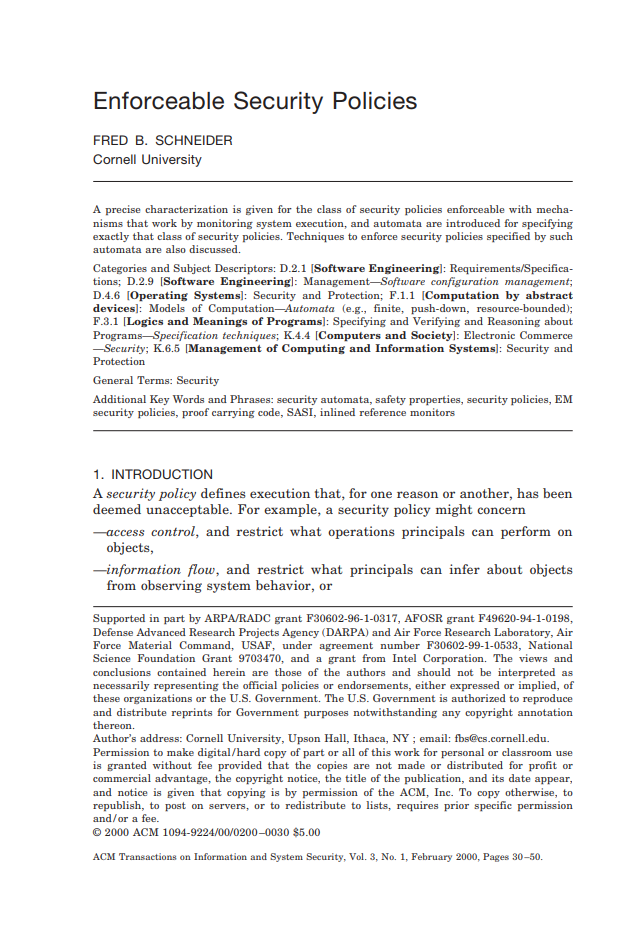 Enforceable Security Policies
FRED B. SCHNEIDER
Cornell University
A precise characterization is given for the class of security policies enforceable with mecha-
nisms that work by monitoring system execution, and automata are introduced for specifying
exactly that class of security policies. Techniques to enforce security policies specified by such
automata are also discussed.
Categories and Subject Descriptors: D.2.1 [Software Engineering]: Requirements/Specifica-
tions; D.2.9 [Software Engineering]: Management—Software configuration management;
D.4.6 [Operating Systems]: Security and Protection; F.1.1 [Computation by abstract
devices]: Models of Computation—Automata (e.g., finite, push-down, resource-bounded);
F.3.1 [Logics and Meanings of Programs]: Specifying and Verifying and Reasoning about
Programs—Specification techniques; K.4.4 [Computers and Society]: Electronic Commerce
—Security; K.6.5 [Management of Computing and Information Systems]: Security and
Protection
General Terms: Security
Additional Key Words and Phrases: security automata, safety properties, security policies, EM
security policies, proof carrying code, SASI, inlined reference monitors
1. INTRODUCTION
A security policy defines execution that, for one reason or another, has been
deemed unacceptable. For example, a security policy might concern
—access control, and restrict what operations principals can perform on
objects,
—information flow, and restrict what principals can infer about objects
from observing system behavior, or
Supported in part by ARPA/RADC grant F30602-96-1-0317, AFOSR grant F49620-94-1-0198,
Defense Advanced Research Projects Agency (DARPA) and Air Force Research Laboratory, Air
Force Material Command, USAF, under agreement number F30602-99-1-0533, National
Science Foundation Grant 9703470, and a grant from Intel Corporation. The views and
conclusions contained herein are those of the authors and should not be interpreted as
necessarily representing the official policies or endorsements, either expressed or implied, of
these organizations or the U.S. Government. The U.S. Government is authorized to reproduce
and distribute reprints for Government purposes notwithstanding any copyright annotation
thereon.
Author's address: Cornell University, Upson Hall, Ithaca, NY ; email: fbs@cs.cornell.edu.
Permission to make digital/hard copy of part or all of this work for personal or classroom use
is granted without fee provided that the copies are not made or distributed for profit or
commercial advantage, the copyright notice, the title of the publication, and its date appear,
and notice is given that copying is by permission of the ACM, Inc. To copy otherwise, to
republish, to post on servers, or to redistribute to lists, requires prior specific permission
and/or a fee.
© 2000 ACM 1094-9224/00/0200–0030 $5.00
ACM Transactions on Information and System Security, Vol. 3, No. 1, February 2000, Pages 30–50.